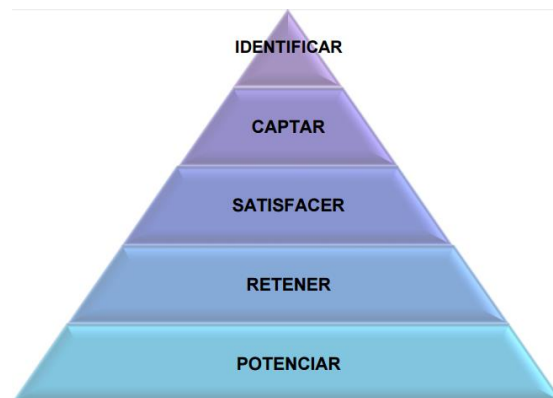 IDENTIFICAR
CAPTAR
SATISFACER
RETENER
POTENCIAR